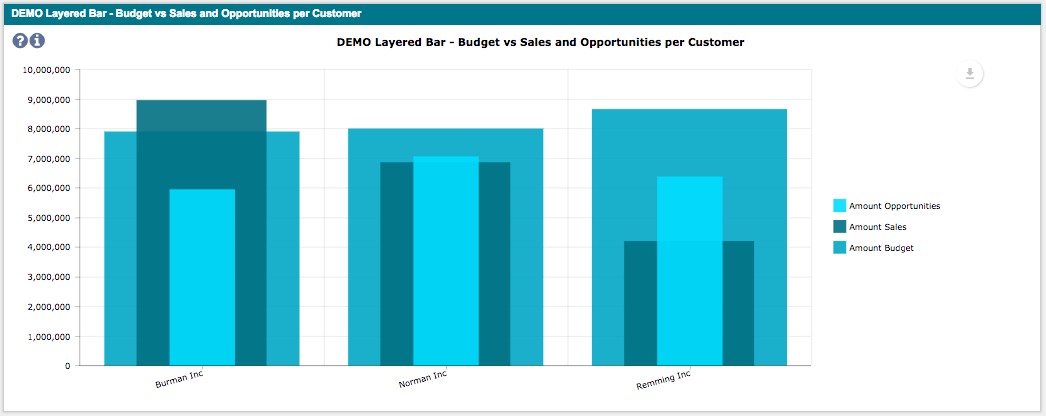 DEMO Layered Bar - Budget vs Sales and Opportunities per Customer
? i
DEMO Layered Bar - Budget vs Sales and Opportunities per Customer
10,000,000
9,000,000
8,000,000
7,000,000
6,000,000
5,000,000
4,000,000
3,000,000
2,000,000
1,000,000
0
Burman Inc
Norman Inc
Remming Inc
Amount Opportunities
Amount Sales
Amount Budget